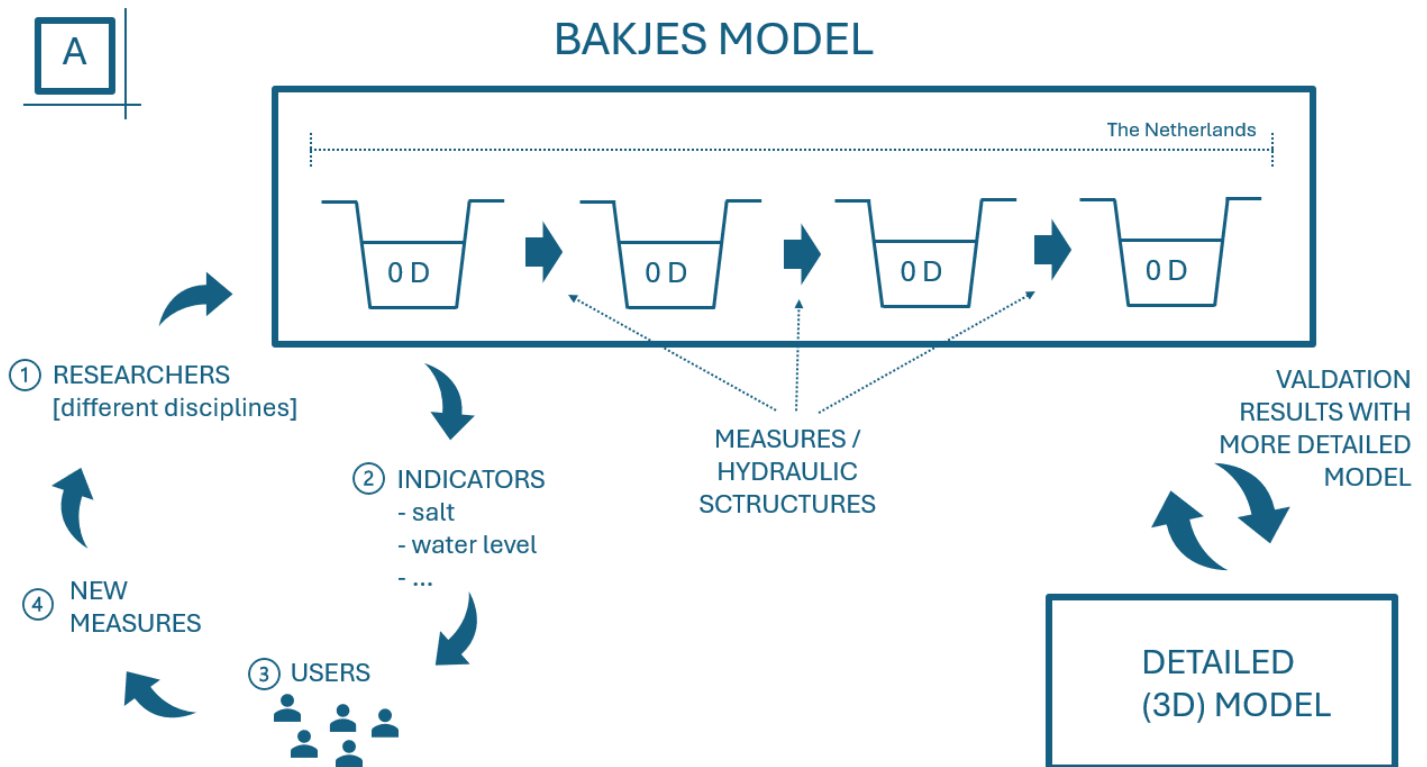 A
BAKJES MODEL
The Netherlands
0 D
0 D
0 D
0 D
1 RESEARCHERS
[different disciplines]
2 INDICATORS
- salt
- water level
- ...
MEASURES /
HYDRAULIC
SCTRUCTURES
VALDATION
RESULTS WITH
MORE DETAILED
MODEL
4 NEW
MEASURES
3 USERS
DETAILED
(3D) MODEL